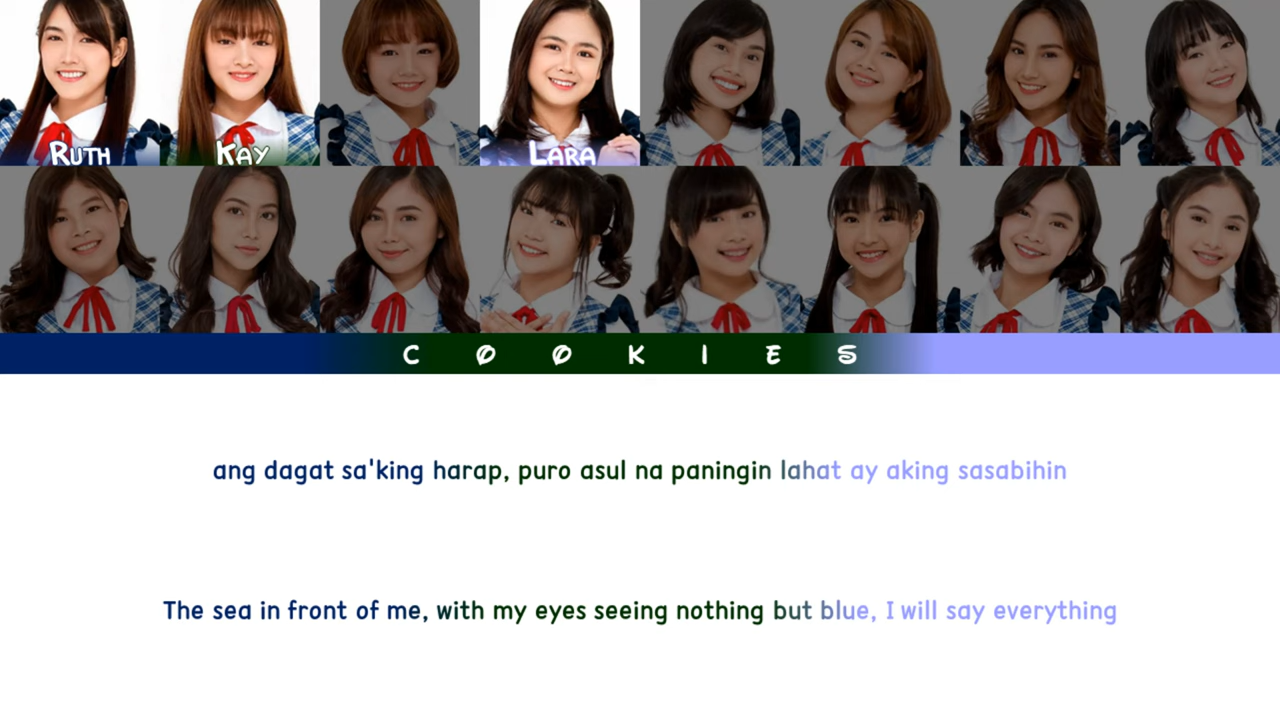 Ruth
Kay
Lara
COOKIES
ang dagat sa'king harap, puro asul na paningin lahat ay aking sasabihin
The sea in front of me, with my eyes seeing nothing but blue, I will say everything